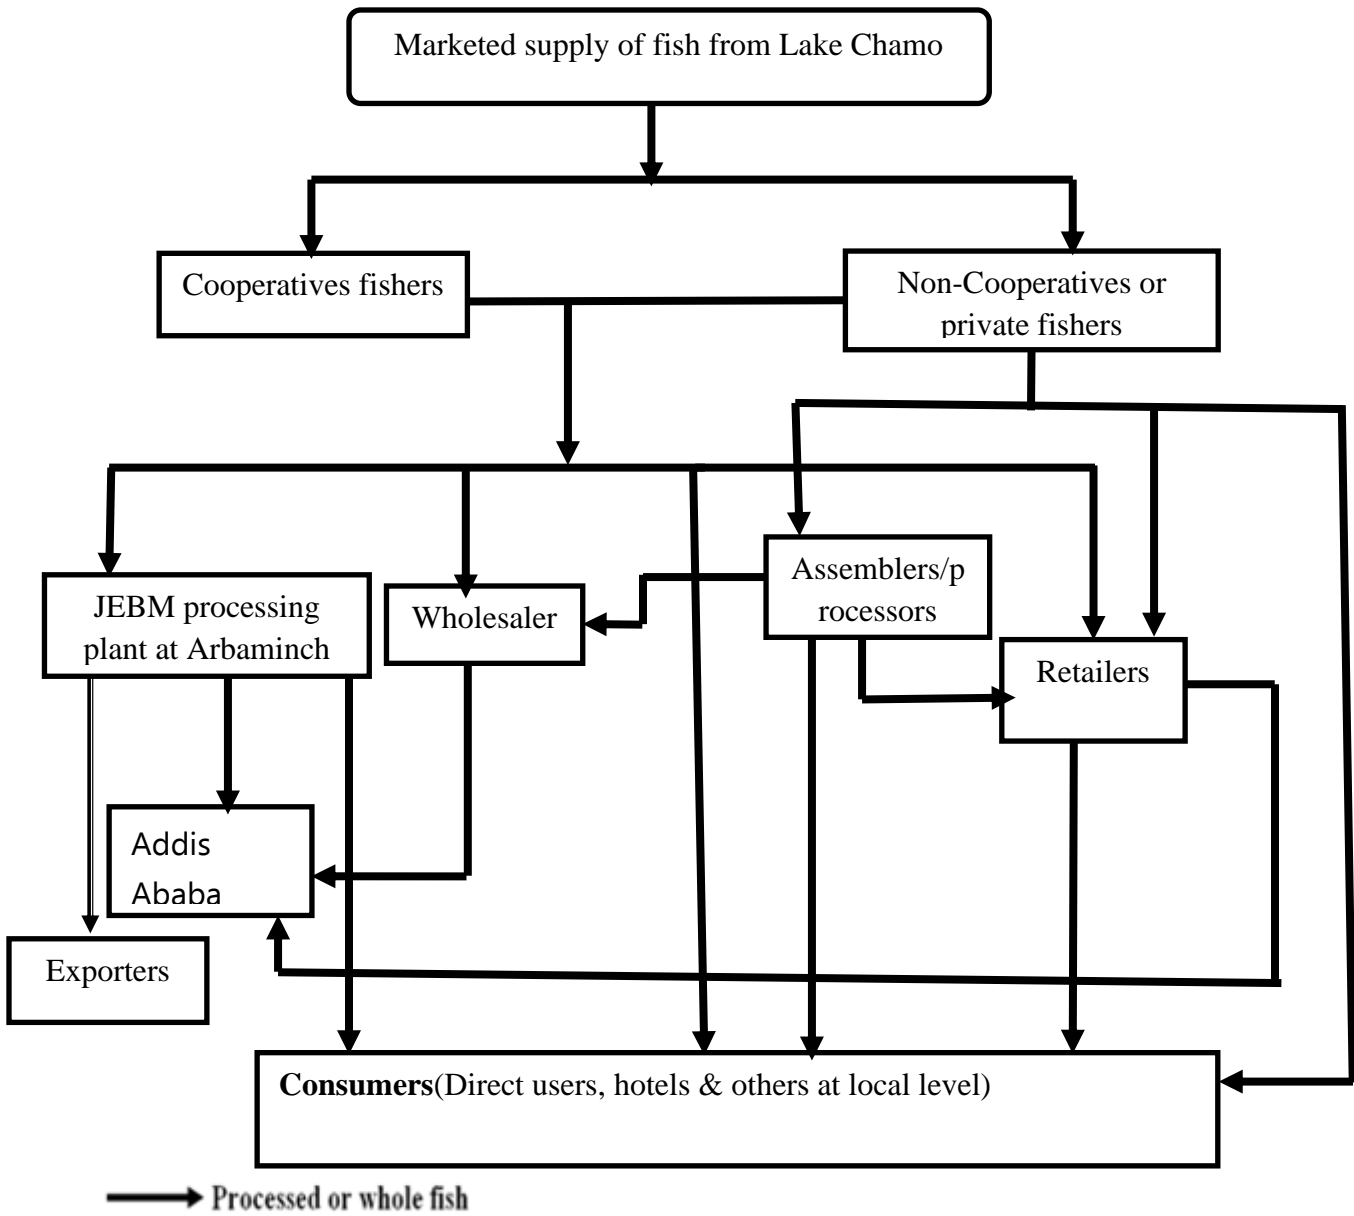 Marketed supply of fish from Lake Chamo
Cooperatives fishers
Non-Cooperatives or
private fishers
Assemblers/p
rocessors
JEBM processing
plant at Arbaminch
Wholesaler
Retailers
Addis
Ababa
Exporters
Consumers(Direct users, hotels & others at local level)
Processed or whole fish